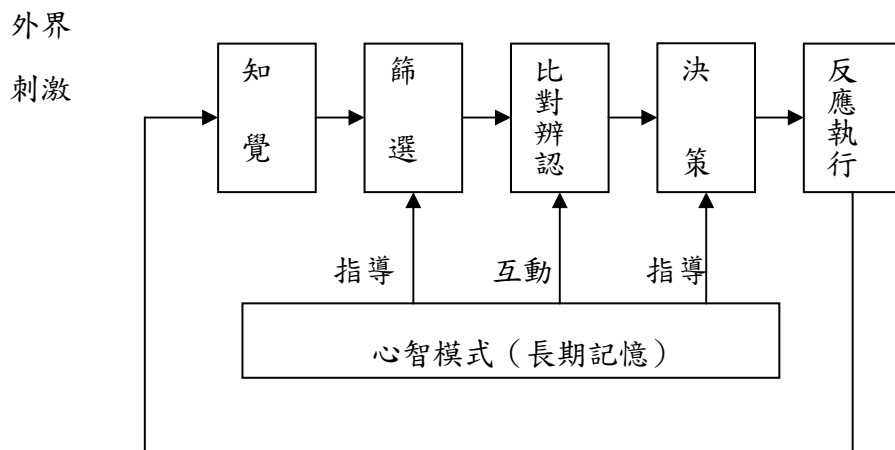 外界
刺激
知覺
篩選
比對辨認
決策
反應執行
指導
互動
指導
心智模式（長期記憶）